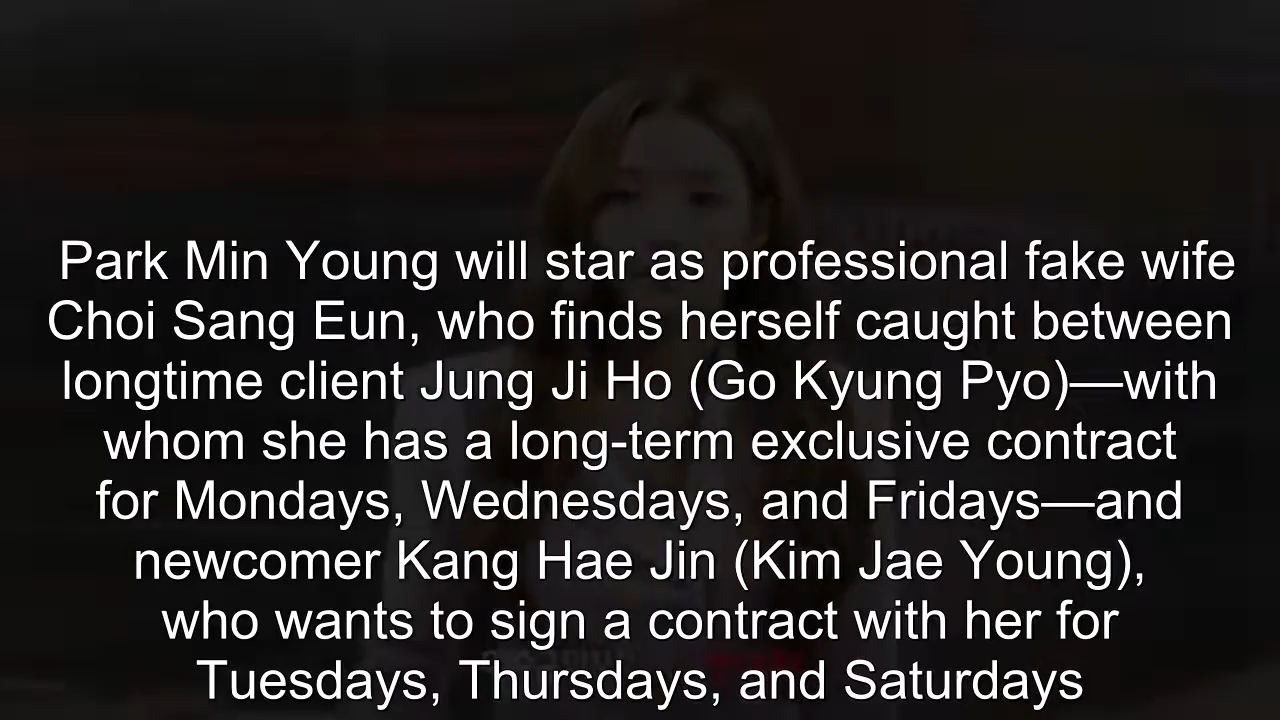 Park Min Young will star as professional fake wife
Choi Sang Eun, who finds herself caught between
longtime client Jung Ji Ho (Go Kyung Pyo)—with
whom she has a long-term exclusive contract
for Mondays, Wednesdays, and Fridays—and
newcomer Kang Hae Jin (Kim Jae Young),
who wants to sign a contract with her for
Tuesdays, Thursdays, and Saturdays